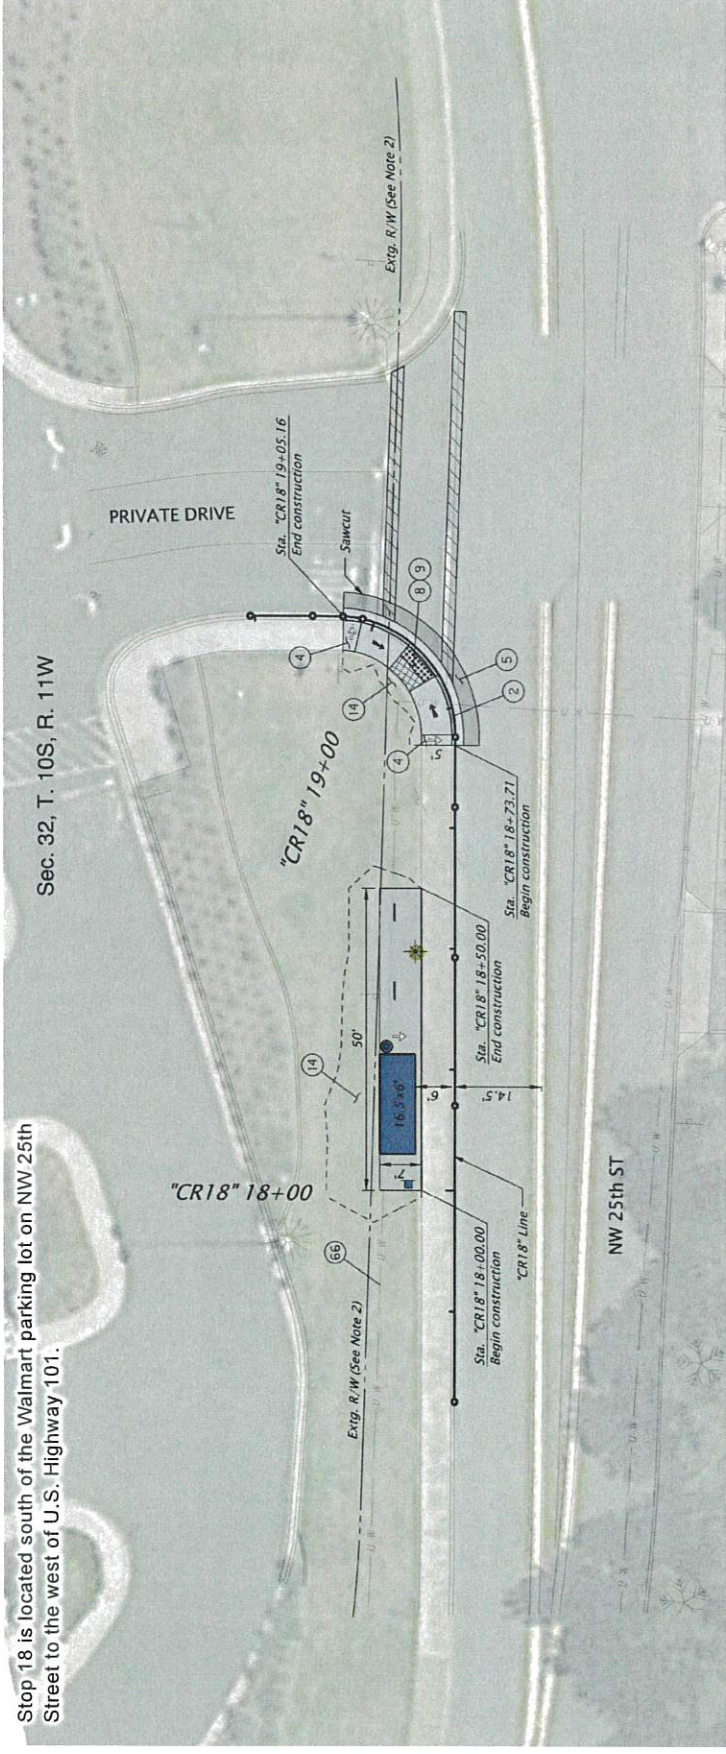 Stop 18 is located south of the Walmart parking lot on NW 25th
Street to the west of U.S. Highway 101.
Sec. 32, T. 10S, R. 11W
PRIVATE DRIVE
Extg. R/W (See Note 2)
Sta. "CR18" 19+05.16
End construction
Sawcut
4
14
8 9
5
2
4
5'
"CR18" 19+00
Sta. "CR18" 18+73.71
Begin construction
14
50'
Sta. "CR18" 18+50.00
End construction
16.5'x6'
7'
6'
14.5'
"CR18" 18+00
66
Extg. R/W (See Note 2)
Sta. "CR18" 18+00.00
Begin construction
"CR18" Line
NW 25th ST